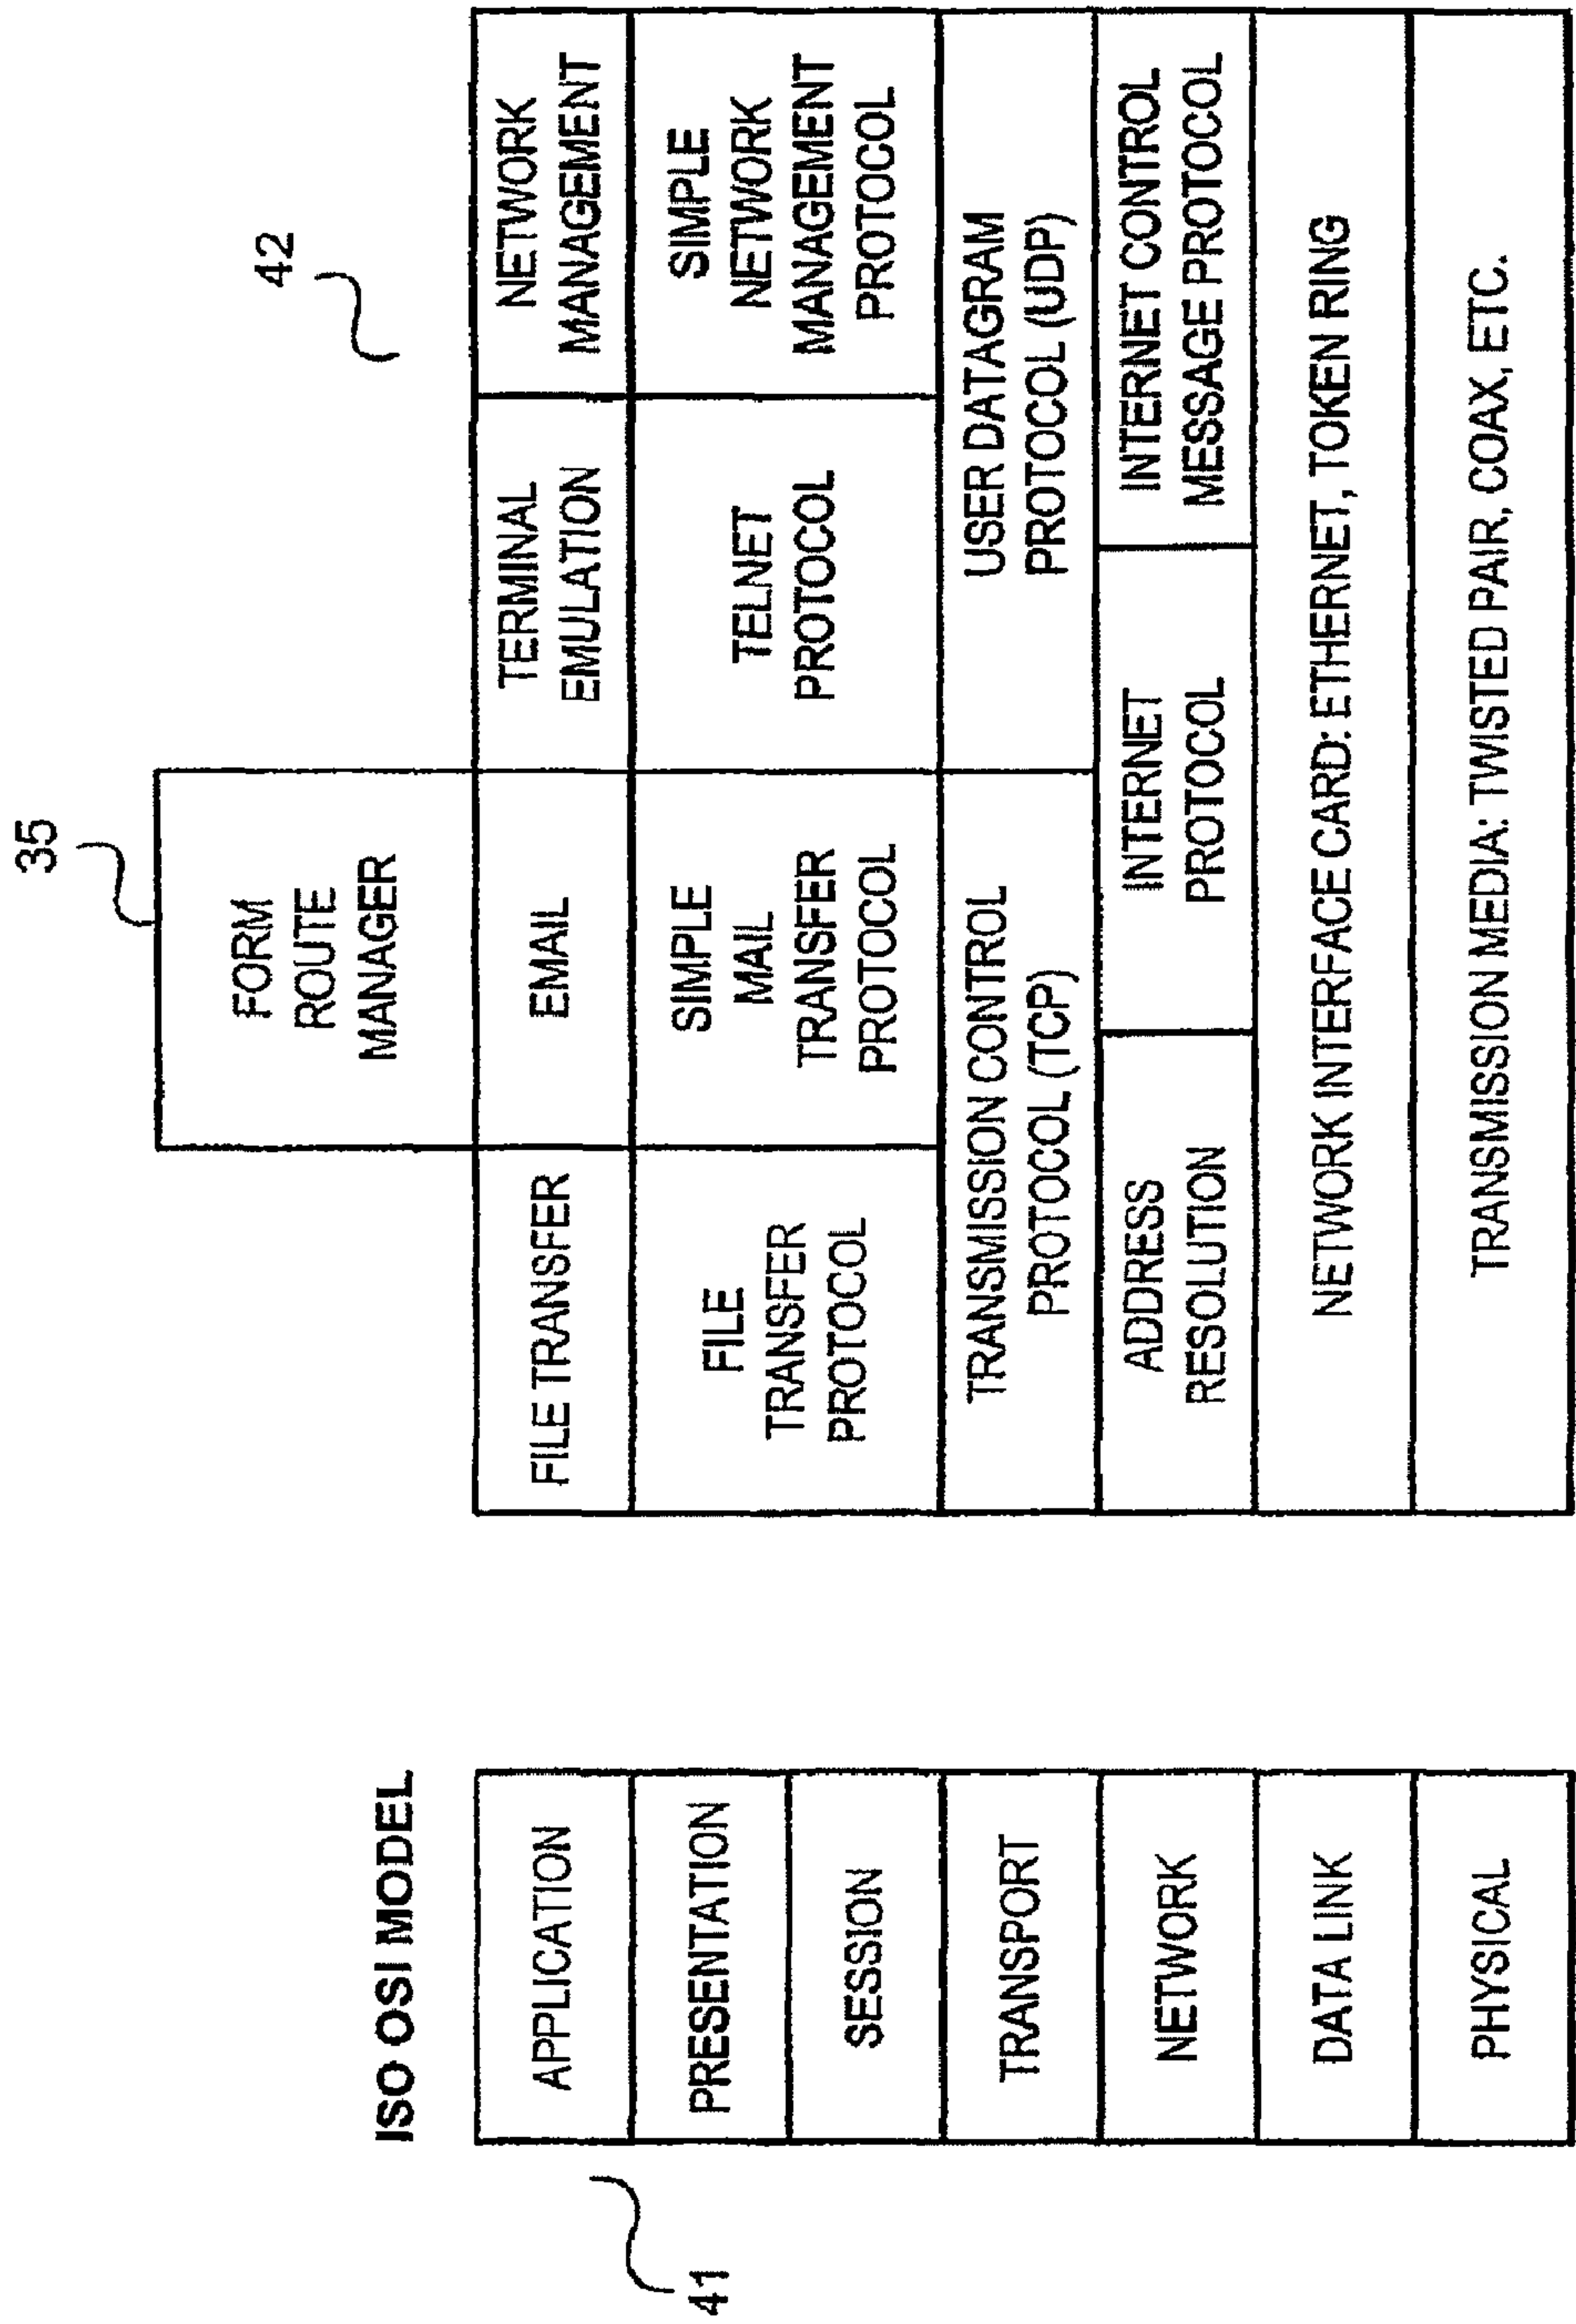 35
42
ISO OSI MODEL
41
APPLICATION
PRESENTATION
SESSION
TRANSPORT
NETWORK
DATA LINK
PHYSICAL
FORM
ROUTE
MANAGER
FILE TRANSFER
EMAIL
TERMINAL
EMULATION
NETWORK
MANAGEMENT
FILE
TRANSFER
PROTOCOL
SIMPLE
MAIL
TRANSFER
PROTOCOL
TELNET
PROTOCOL
SIMPLE
NETWORK
MANAGEMENT
PROTOCOL
TRANSMISSION CONTROL
PROTOCOL (TCP)
USER DATAGRAM
PROTOCOL (UDP)
ADDRESS
RESOLUTION
INTERNET
PROTOCOL
INTERNET CONTROL
MESSAGE PROTOCOL
NETWORK INTERFACE CARD: ETHERNET, TOKEN RING
TRANSMISSION MEDIA: TWISTED PAIR, COAX, ETC.